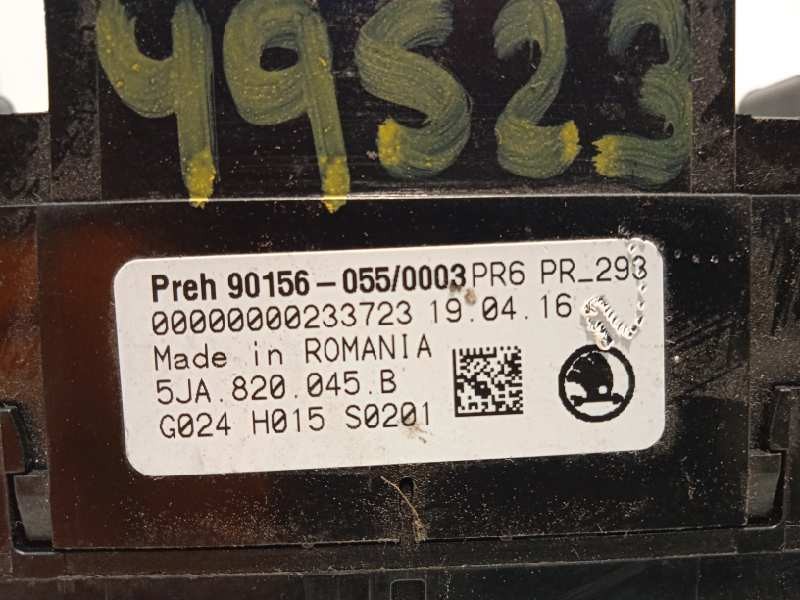 49523
Preh 90156-055/0003 PR6 PR_293
00000000233723 19.04.16
Made in ROMANIA
5JA.820.045.B
G024 H015 S0201